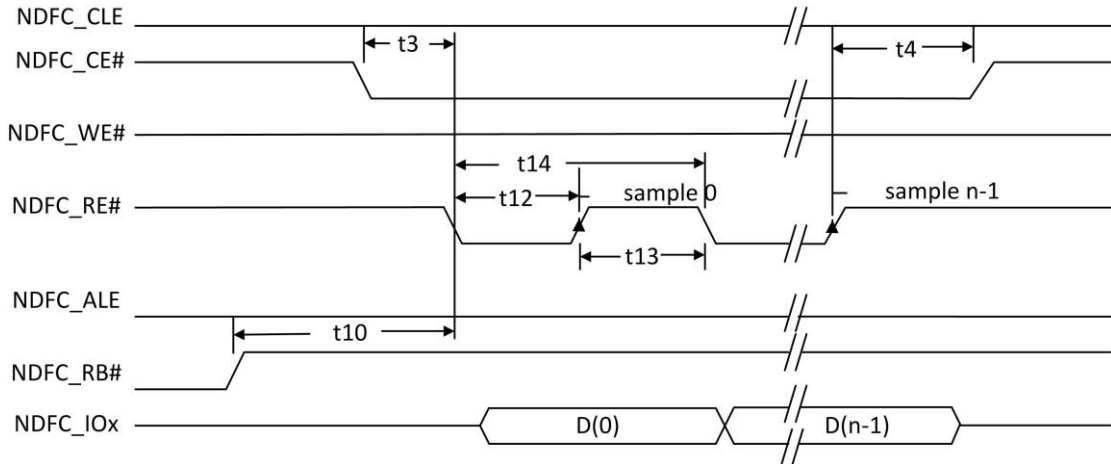 NDFC_CLE
t3
t4
NDFC_CE#
NDFC_WE#
t14
t12
sample 0
sample n-1
NDFC_RE#
t13
NDFC_ALE
t10
NDFC_RB#
NDFC_IOx
D(0)
D(n-1)